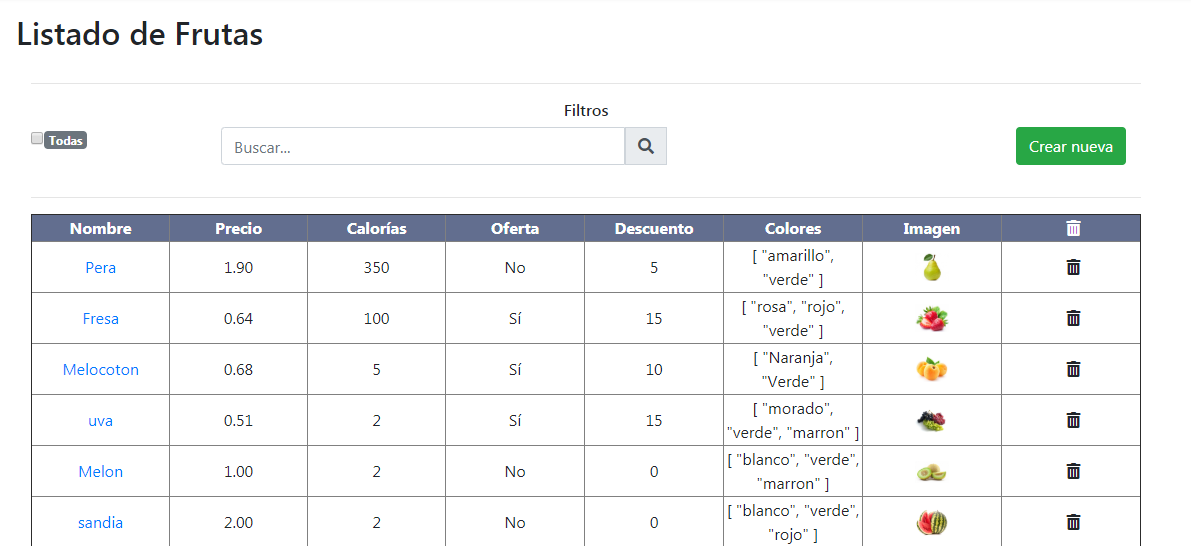 Listado de Frutas
Filtros
Todas
Buscar...
Crear nueva
Nombre Precio Calorías Oferta Descuento Colores Imagen
Pera 1.90 350 No 5 [ "amarillo", "verde" ]
Fresa 0.64 100 Sí 15 [ "rosa", "rojo", "verde" ]
Melocoton 0.68 5 Sí 10 [ "Naranja", "Verde" ]
uva 0.51 2 Sí 15 [ "morado", "verde", "marron" ]
Melon 1.00 2 No 0 [ "blanco", "verde", "marron" ]
sandia 2.00 2 No 0 [ "blanco", "verde", "rojo" ]